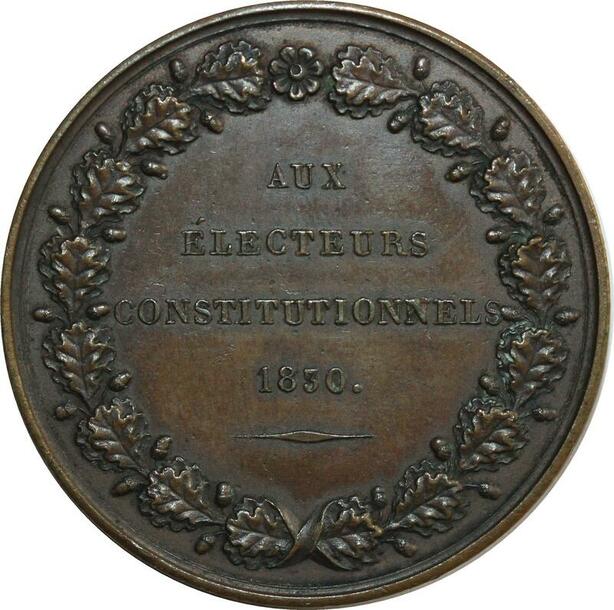 AUX
ÉLECTEURS
CONSTITUTIONNELS
1830.